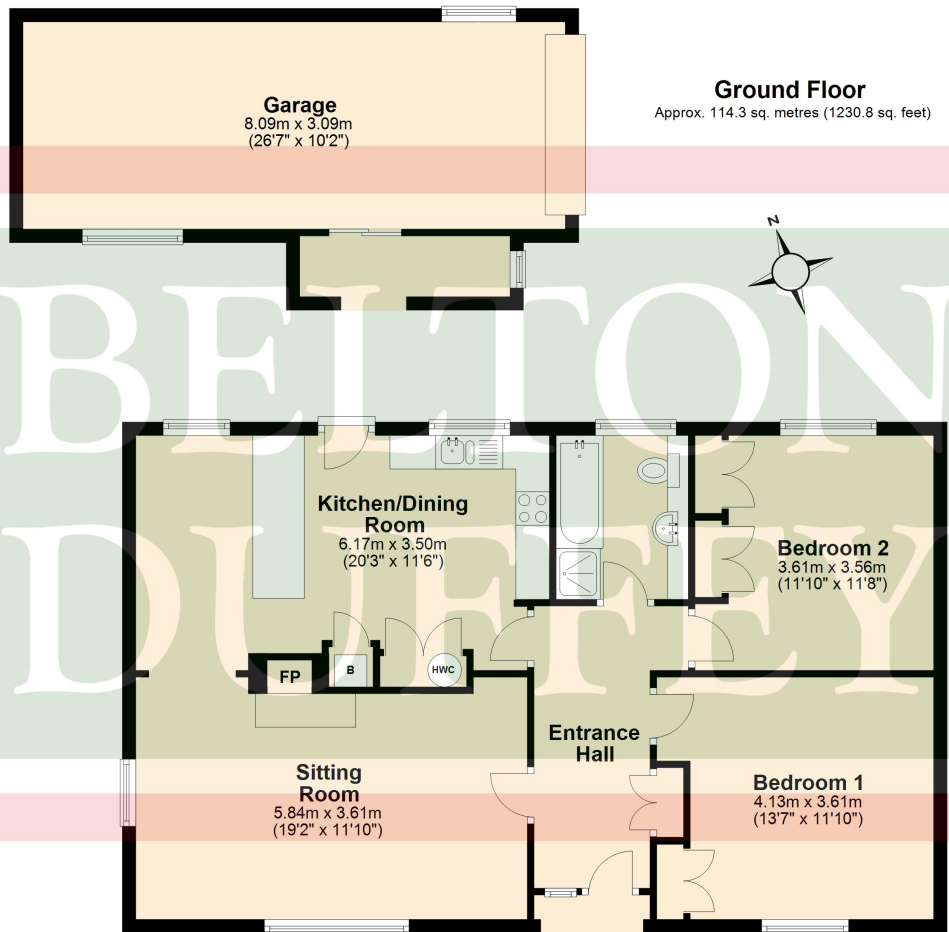 Garage
8.09m x 3.09m
(26'7" x 10'2")
Ground Floor
Approx. 114.3 sq. metres (1230.8 sq. feet)
N
BELTON
DUFFEY
Kitchen/Dining
Room
6.17m x 3.50m
(20'3" x 11'6")
Bedroom 2
3.61m x 3.56m
(11'10" x 11'8")
FP
B
HWC
Entrance
Hall
Sitting
Room
5.84m x 3.61m
(19'2" x 11'10")
Bedroom 1
4.13m x 3.61m
(13'7" x 11'10")